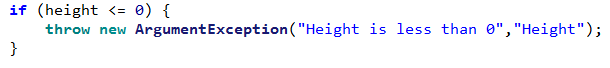 if (height <= 0) {
    throw new ArgumentException("Height is less than 0","Height");
}